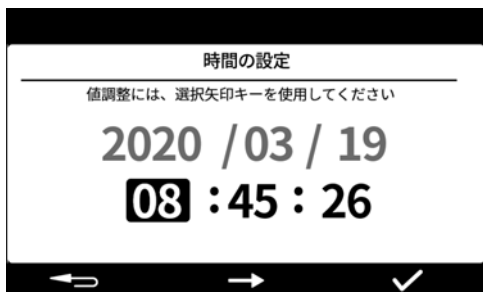 時間の設定
値調整には、選択矢印キーを使用してください
2020 / 03 / 19
08 : 45 : 26